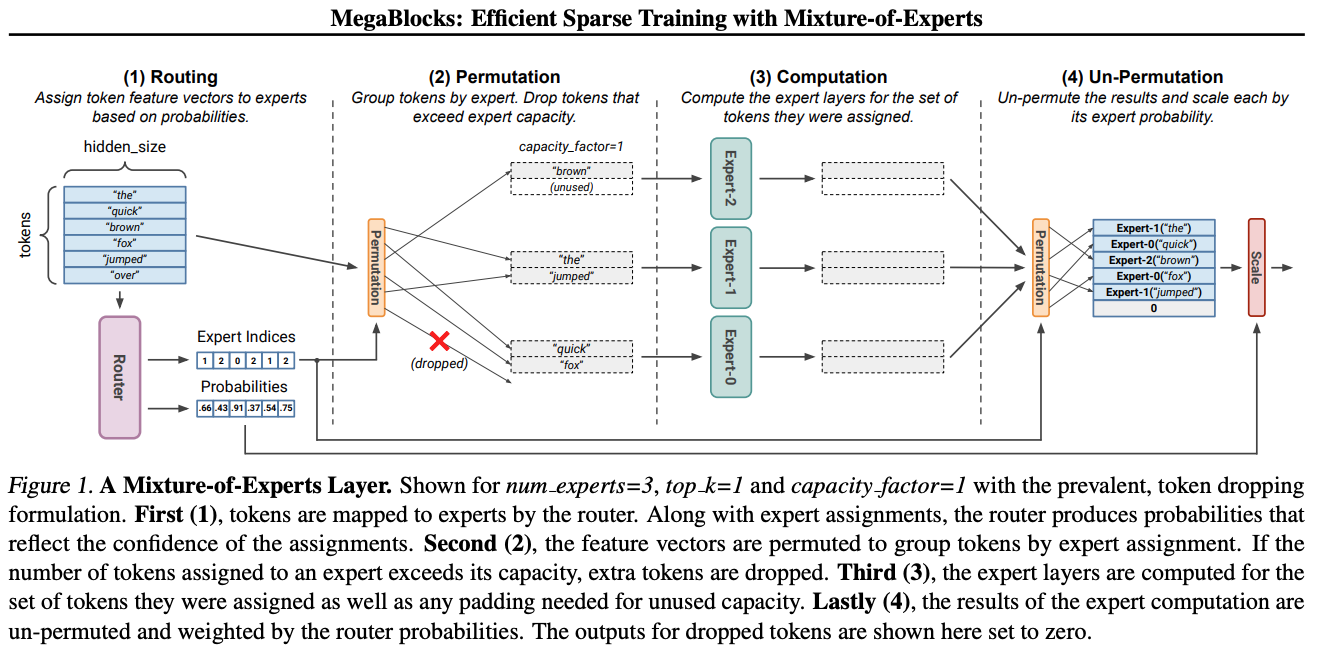 MegaBlocks: Efficient Sparse Training with Mixture-of-Experts
(1) Routing
Assign token feature vectors to experts
based on probabilities.
hidden_size
tokens
"the"
"quick"
"brown"
"fox"
"jumped"
"over"
Router
Expert Indices
1 2 0 2 1 2
Probabilities
.66 .43 .91 .37 .54 .75
(2) Permutation
Group tokens by expert. Drop tokens that
exceed expert capacity.
capacity_factor=1
Permutation
"brown"
(unused)
"the"
"jumped"
(dropped)
"quick"
"fox"
(3) Computation
Compute the expert layers for the set of
tokens they were assigned.
Expert-2
Expert-1
Expert-0
(4) Un-Permutation
Un-permute the results and scale each by
its expert probability.
Permutation
Expert-1("the")
Expert-0("quick")
Expert-2("brown")
Expert-0("fox")
Expert-1("jumped")
0
Scale
Figure 1. A Mixture-of-Experts Layer. Shown for num_experts=3, top_k=1 and capacity_factor=1 with the prevalent, token dropping
formulation. First (1), tokens are mapped to experts by the router. Along with expert assignments, the router produces probabilities that
reflect the confidence of the assignments. Second (2), the feature vectors are permuted to group tokens by expert assignment. If the
number of tokens assigned to an expert exceeds its capacity, extra tokens are dropped. Third (3), the expert layers are computed for the
set of tokens they were assigned as well as any padding needed for unused capacity. Lastly (4), the results of the expert computation are
un-permuted and weighted by the router probabilities. The outputs for dropped tokens are shown here set to zero.